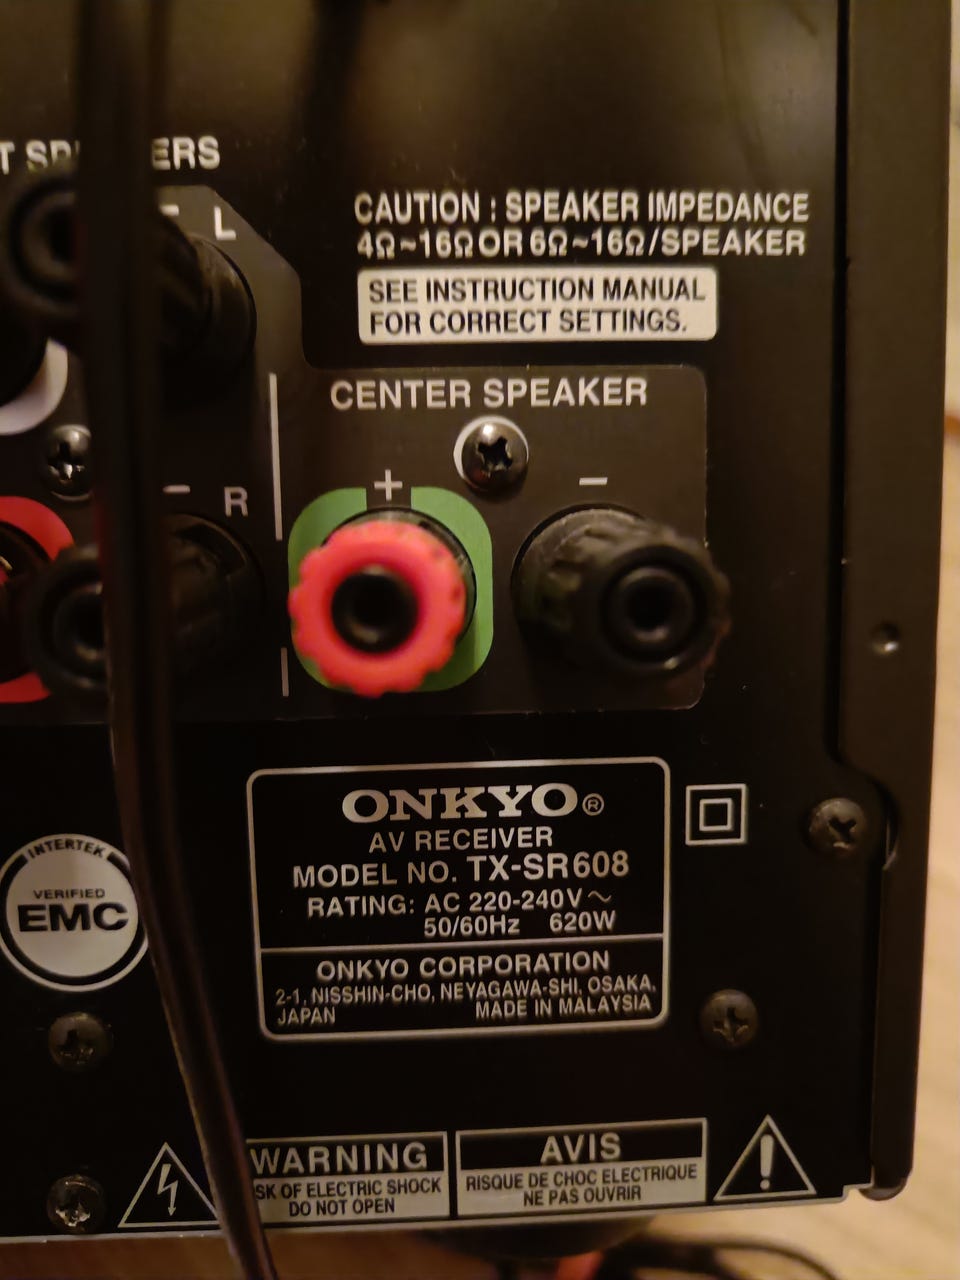 ERS
L
CAUTION : SPEAKER IMPEDANCE
4Ω~16Ω OR 6Ω~16Ω/SPEAKER
SEE INSTRUCTION MANUAL
FOR CORRECT SETTINGS.
CENTER SPEAKER
+ −
− R
ONKYO®
AV RECEIVER
MODEL NO. TX-SR608
RATING: AC 220-240V~
50/60Hz 620W
ONKYO CORPORATION
2-1, NISSHIN-CHO, NEYAGAWA-SHI, OSAKA,
JAPAN MADE IN MALAYSIA
INTERTEK
VERIFIED
EMC
WARNING
SK OF ELECTRIC SHOCK
DO NOT OPEN
AVIS
RISQUE DE CHOC ELECTRIQUE
NE PAS OUVRIR